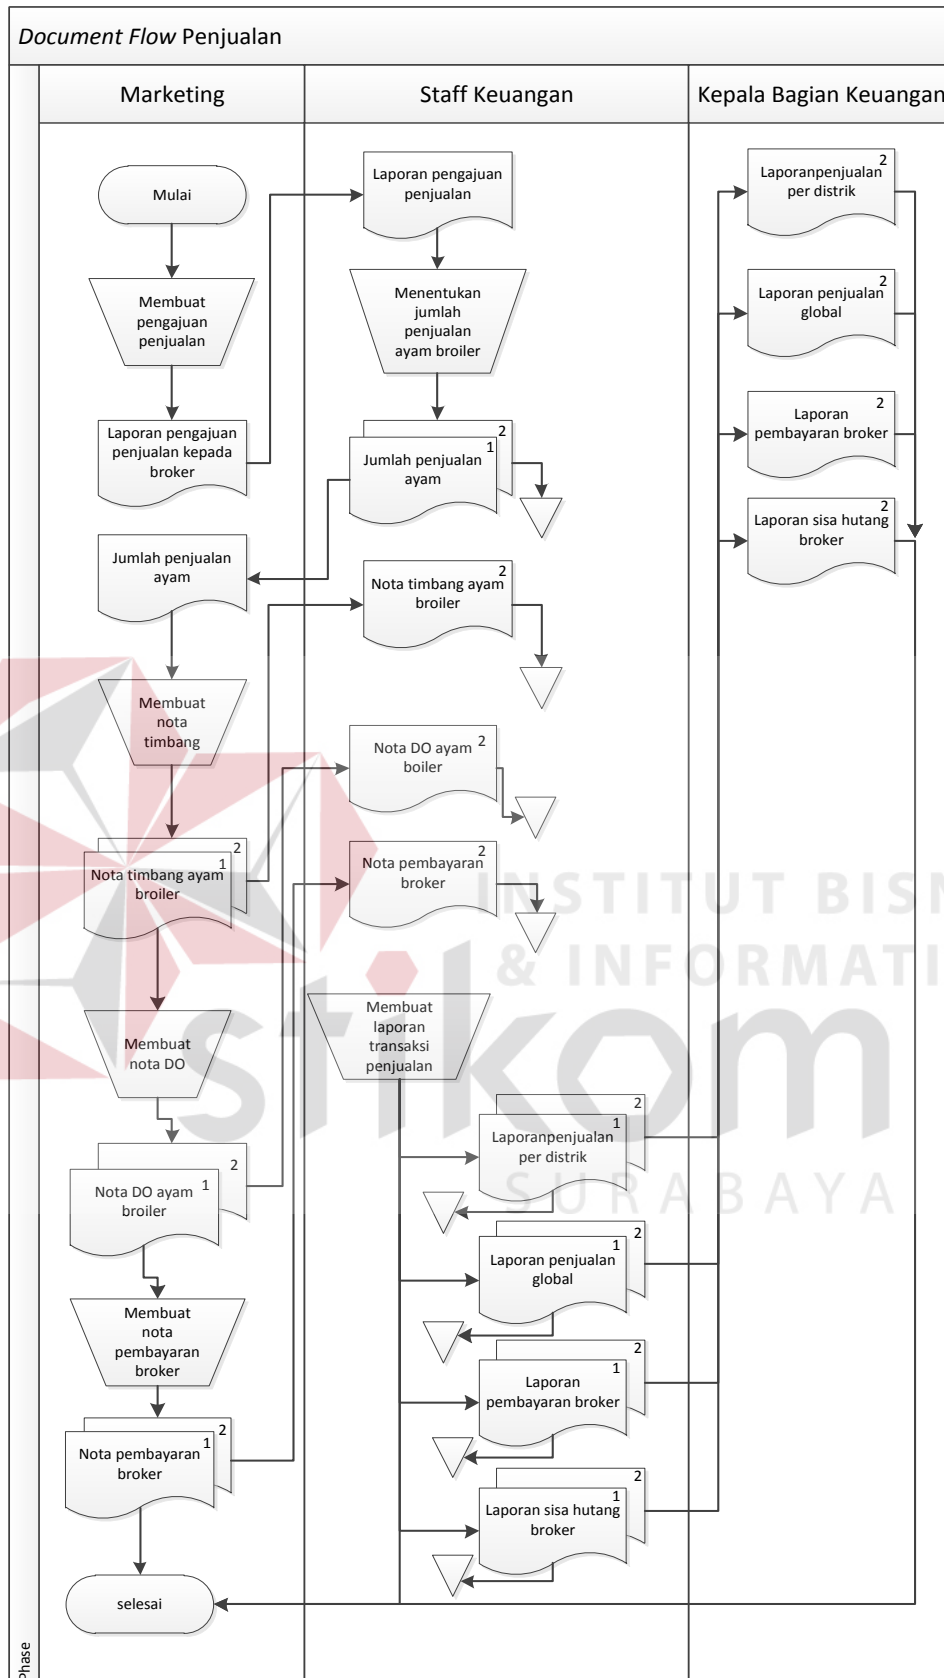 Document Flow Penjualan
Marketing
Staff Keuangan
Kepala Bagian Keuangan
Mulai
Membuat
pengajuan
penjualan
Laporan pengajuan
penjualan kepada
broker
Jumlah penjualan
ayam
Membuat
nota
timbang
2
1
Nota timbang ayam
broiler
Membuat
nota DO
2
1
Nota DO ayam
broiler
Membuat
nota
pembayaran
broker
2
1
Nota pembayaran
broker
selesai
Laporan pengajuan
penjualan
Menentukan
jumlah
penjualan
ayam broiler
2
1
Jumlah penjualan
ayam
2
Nota timbang ayam
broiler
2
Nota DO ayam
boiler
2
Nota pembayaran
broker
Membuat
laporan
transaksi
penjualan
2
1
Laporanpenjualan
per distrik
2
1
Laporan penjualan
global
2
1
Laporan
pembayaran broker
2
1
Laporan sisa hutang
broker
2
Laporanpenjualan
per distrik
2
Laporan penjualan
global
2
Laporan
pembayaran broker
2
Laporan sisa hutang
broker
Phase
INSTITUT BISN
& INFORMATI
stikom
SURABAYA